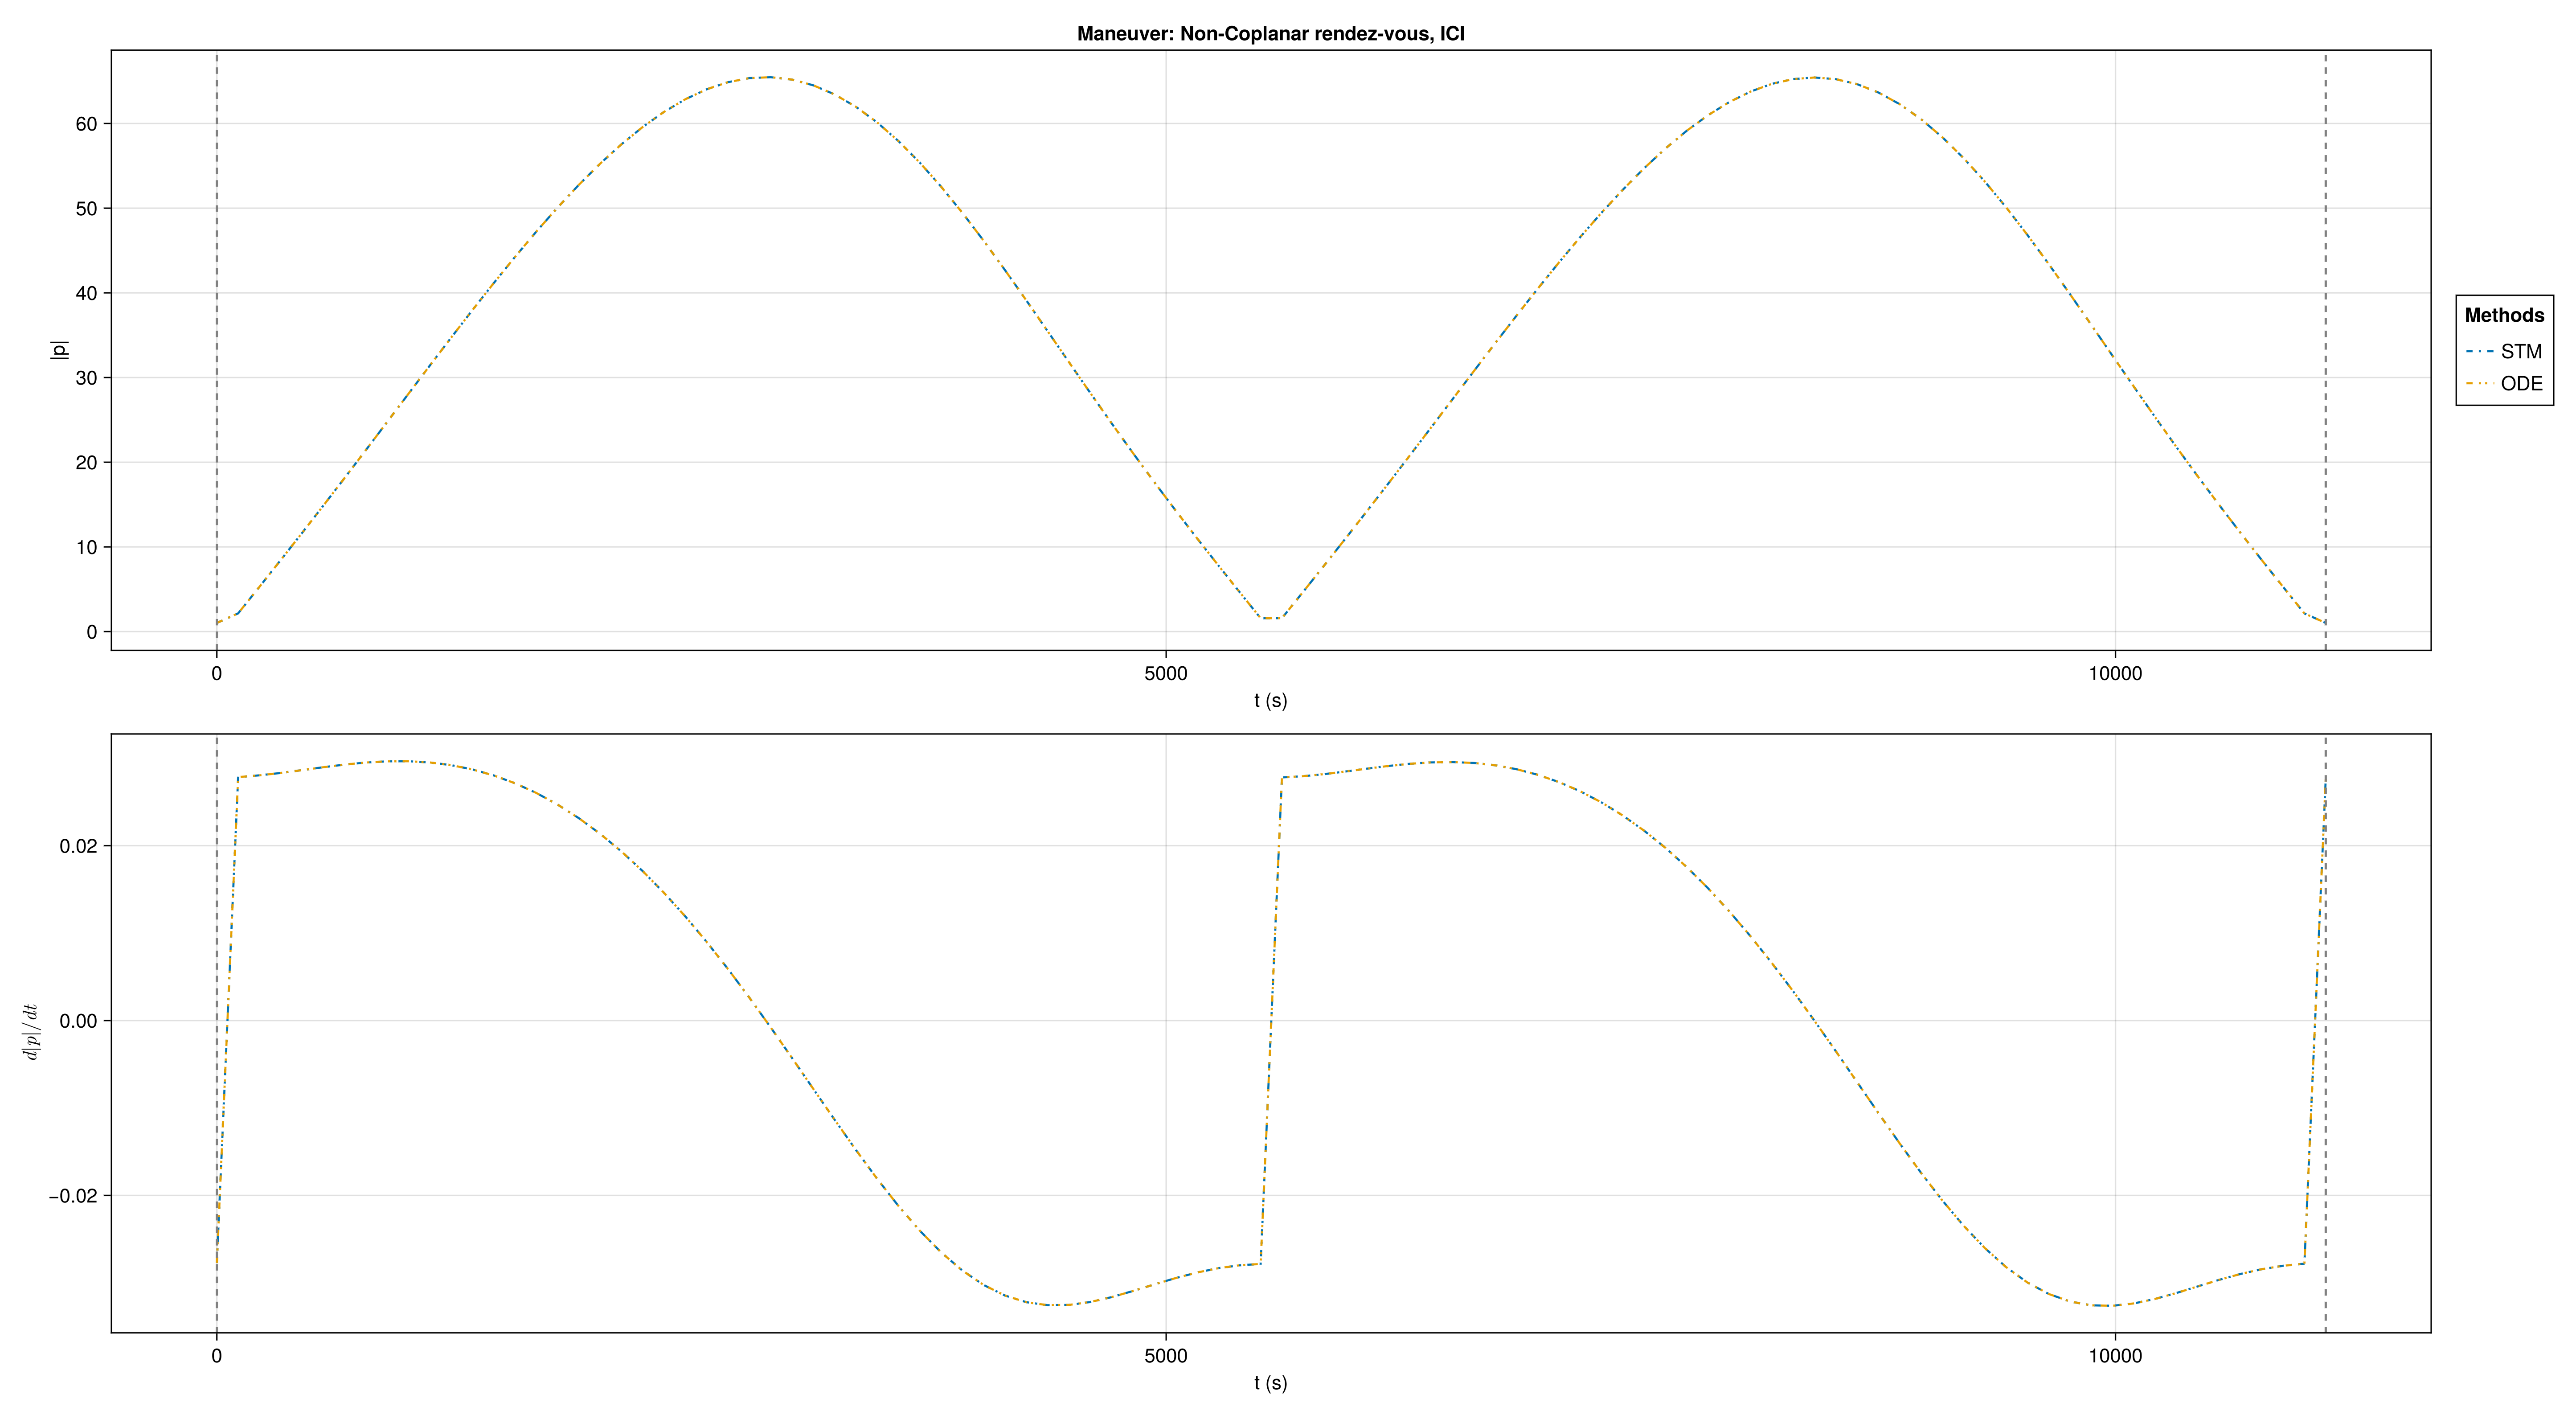 Maneuver: Non-Coplanar rendez-vous, ICI
60
50
40
30
20
10
0
|p|
0 5000 10000
t (s)
Methods
STM
ODE
0.02
0.00
−0.02
d|p|/dt
0 5000 10000
t (s)